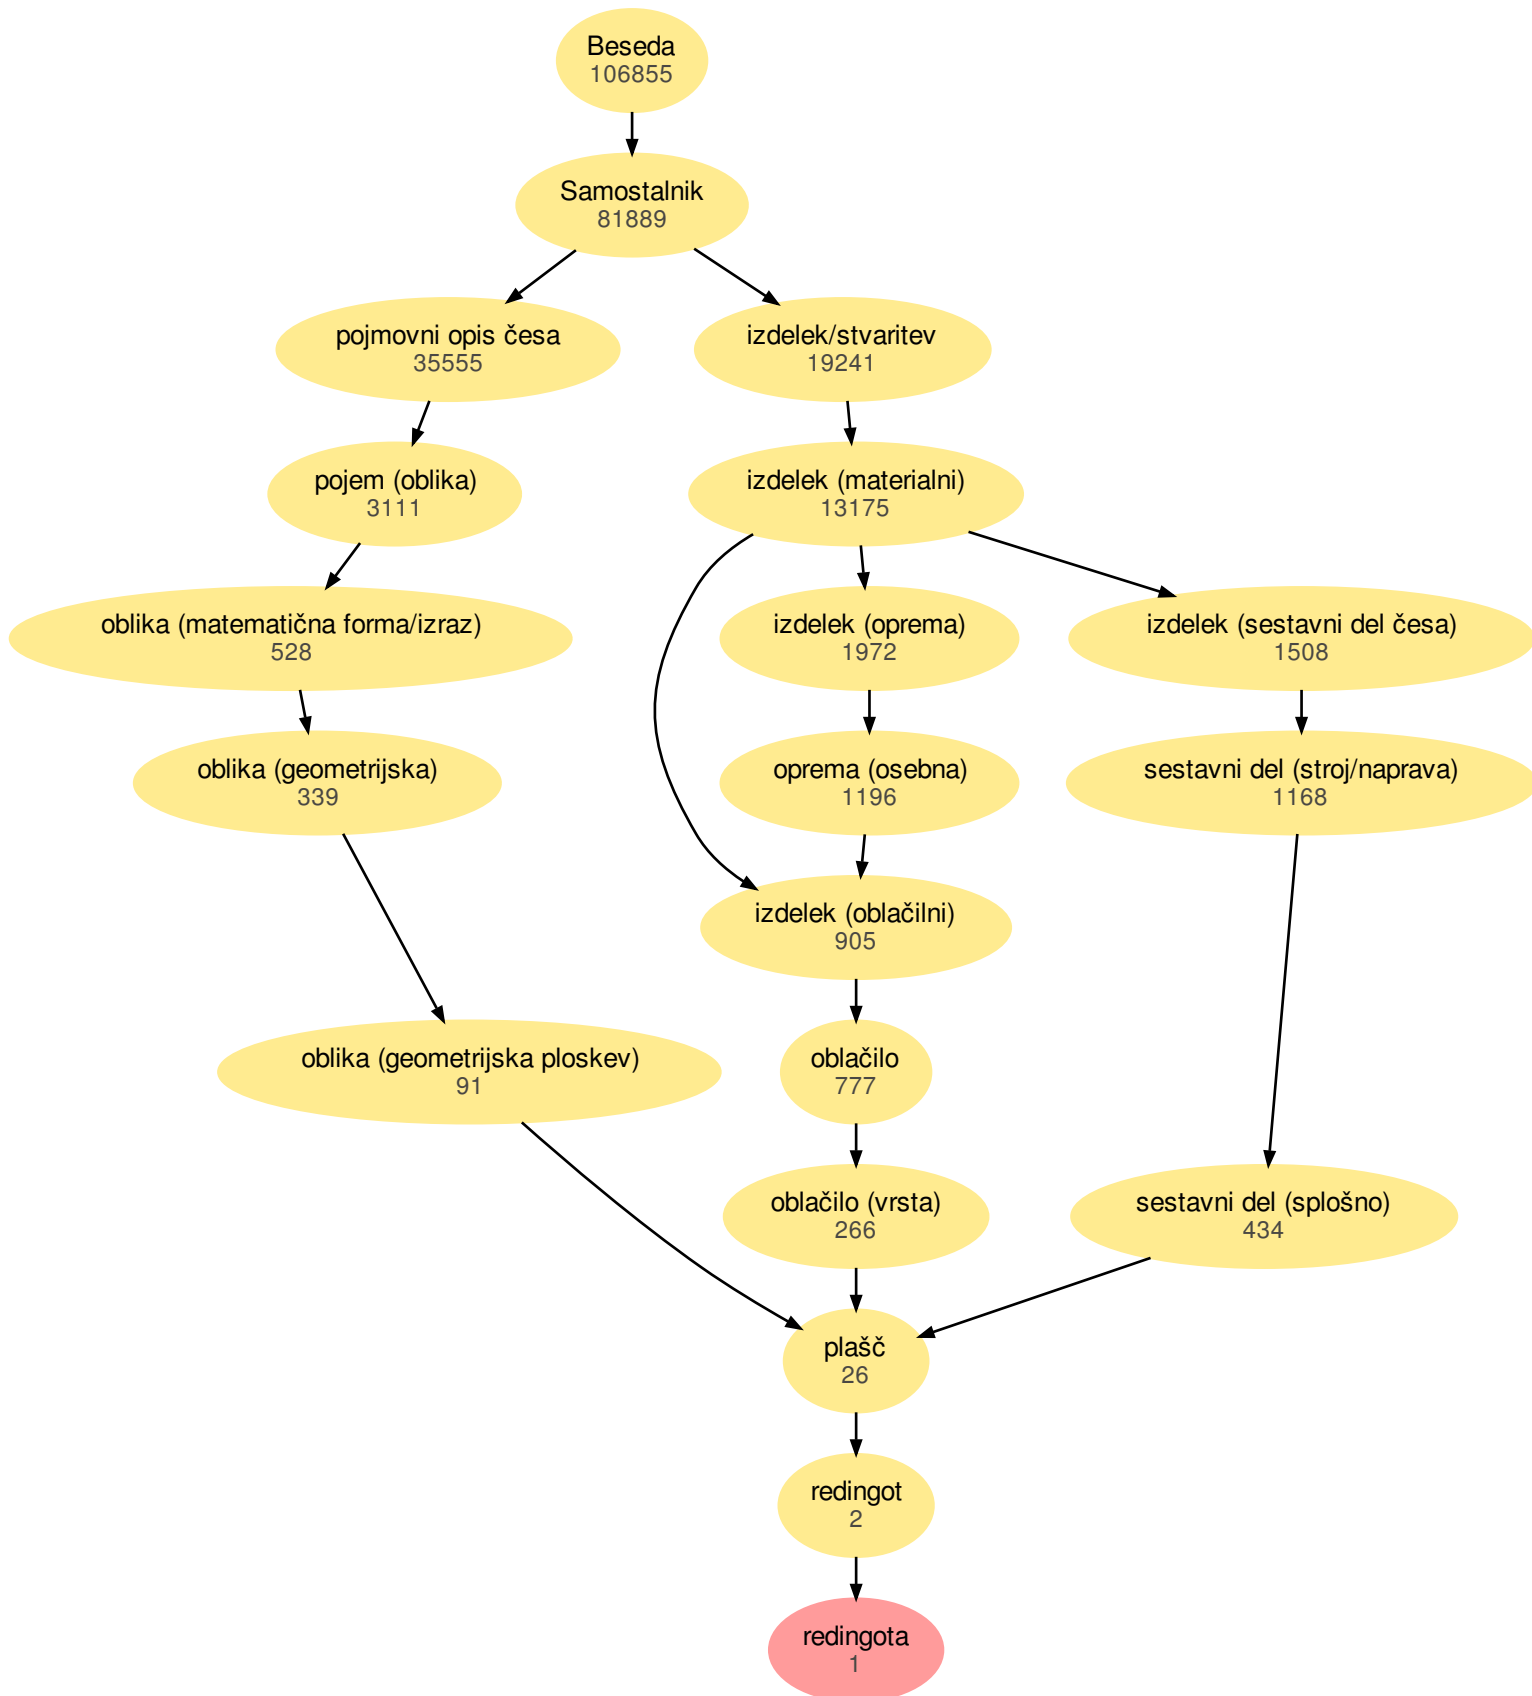 Beseda
106855
Samostalnik
81889
pojmovni opis česa
35555
izdelek/stvaritev
19241
pojem (oblika)
3111
izdelek (materialni)
13175
oblika (matematična forma/izraz)
528
izdelek (oprema)
1972
izdelek (sestavni del česa)
1508
oblika (geometrijska)
339
oprema (osebna)
1196
sestavni del (stroj/naprava)
1168
izdelek (oblačilni)
905
oblika (geometrijska ploskev)
91
oblačilo
777
oblačilo (vrsta)
266
sestavni del (splošno)
434
plašč
26
redingot
2
redingota
1